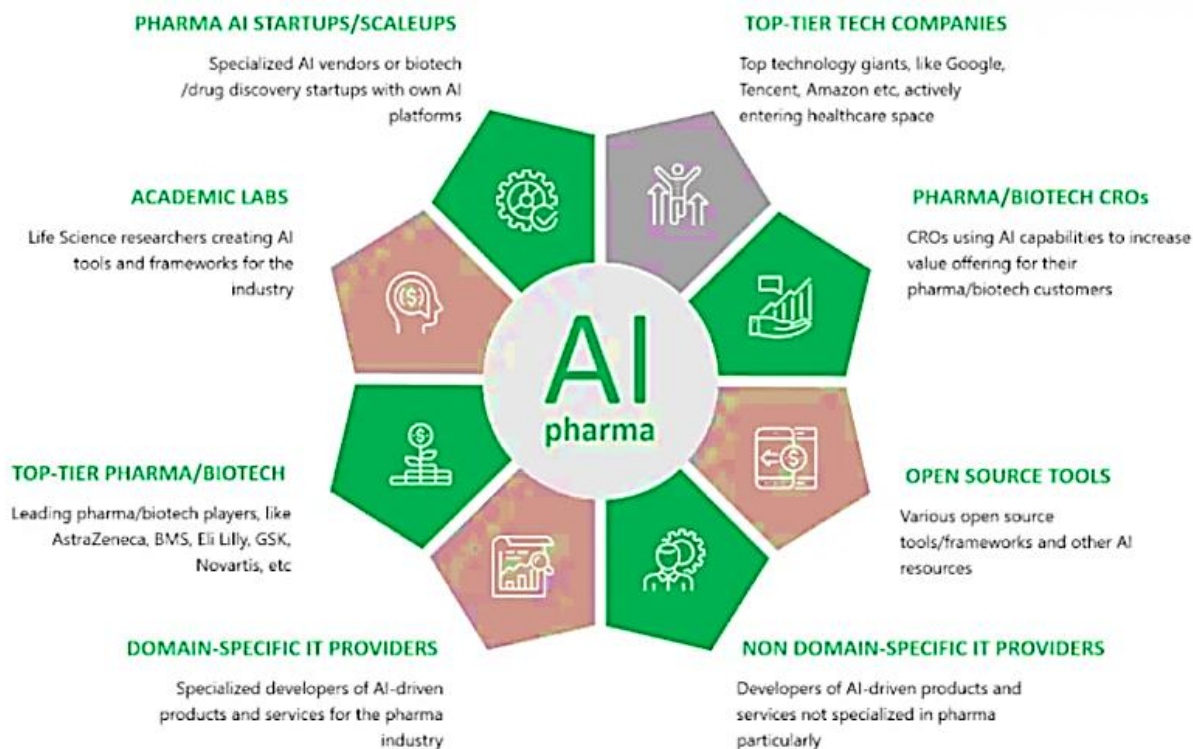 PHARMA AI STARTUPS/SCALEUPS
Specialized AI vendors or biotech
/drug discovery startups with own AI
platforms
TOP-TIER TECH COMPANIES
Top technology giants, like Google,
Tencent, Amazon etc, actively
entering healthcare space
ACADEMIC LABS
Life Science researchers creating AI
tools and frameworks for the
industry
PHARMA/BIOTECH CROs
CROs using AI capabilities to increase
value offering for their
pharma/biotech customers
AI
pharma
TOP-TIER PHARMA/BIOTECH
Leading pharma/biotech players, like
AstraZeneca, BMS, Eli Lilly, GSK,
Novartis, etc
OPEN SOURCE TOOLS
Various open source
tools/frameworks and other AI
resources
DOMAIN-SPECIFIC IT PROVIDERS
Specialized developers of AI-driven
products and services for the pharma
industry
NON DOMAIN-SPECIFIC IT PROVIDERS
Developers of AI-driven products and
services not specialized in pharma
particularly